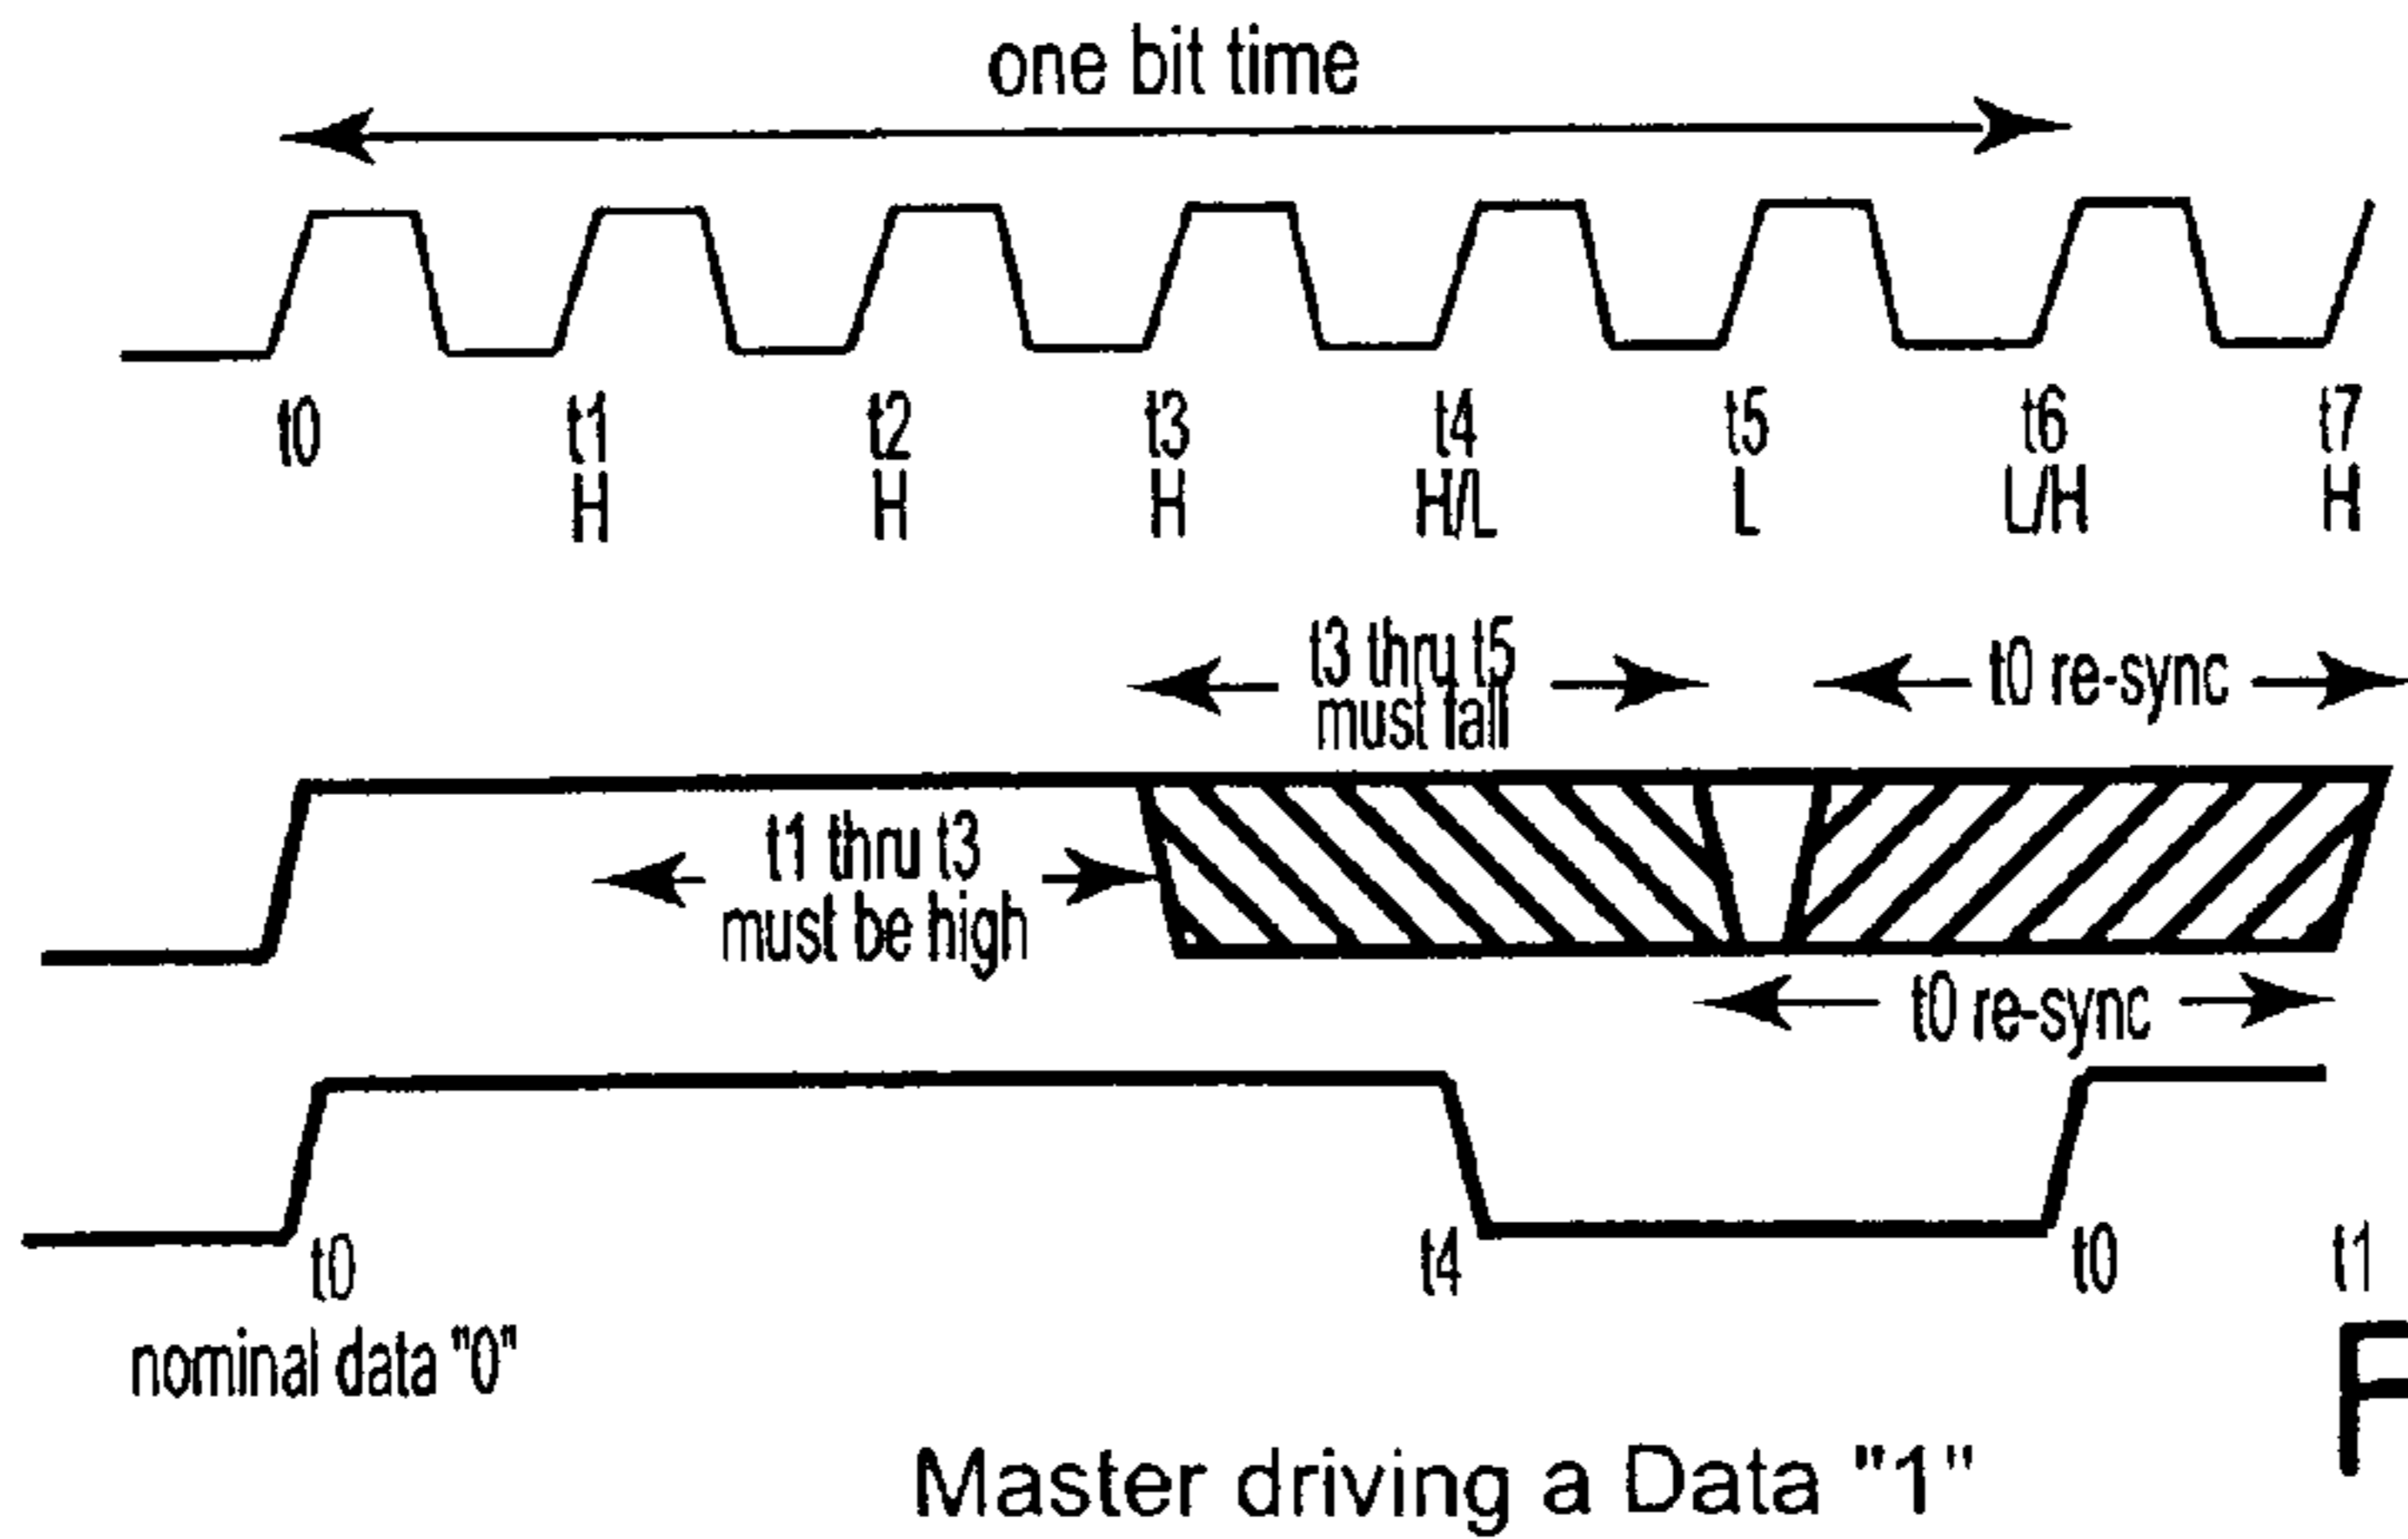 one bit time
t0 t1 t2 t3 t4 t5 t6 t7
H H H H/L L L/H H
t3 thru t5
must fall
t0 re-sync
t1 thru t3
must be high
t0 re-sync
t0 t4 t0 t1
nominal data "0"
F
Master driving a Data "1"